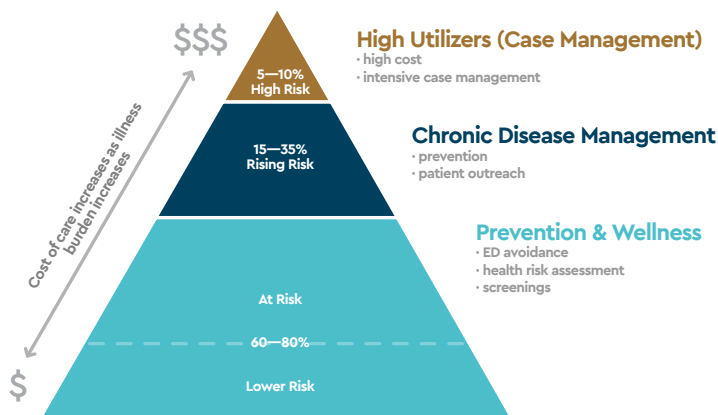 $$$
5—10%
High Risk
High Utilizers (Case Management)
· high cost
· intensive case management
Cost of care increases as illness
burden increases
15—35%
Rising Risk
Chronic Disease Management
· prevention
· patient outreach
Prevention & Wellness
· ED avoidance
· health risk assessment
· screenings
At Risk
60—80%
Lower Risk
$